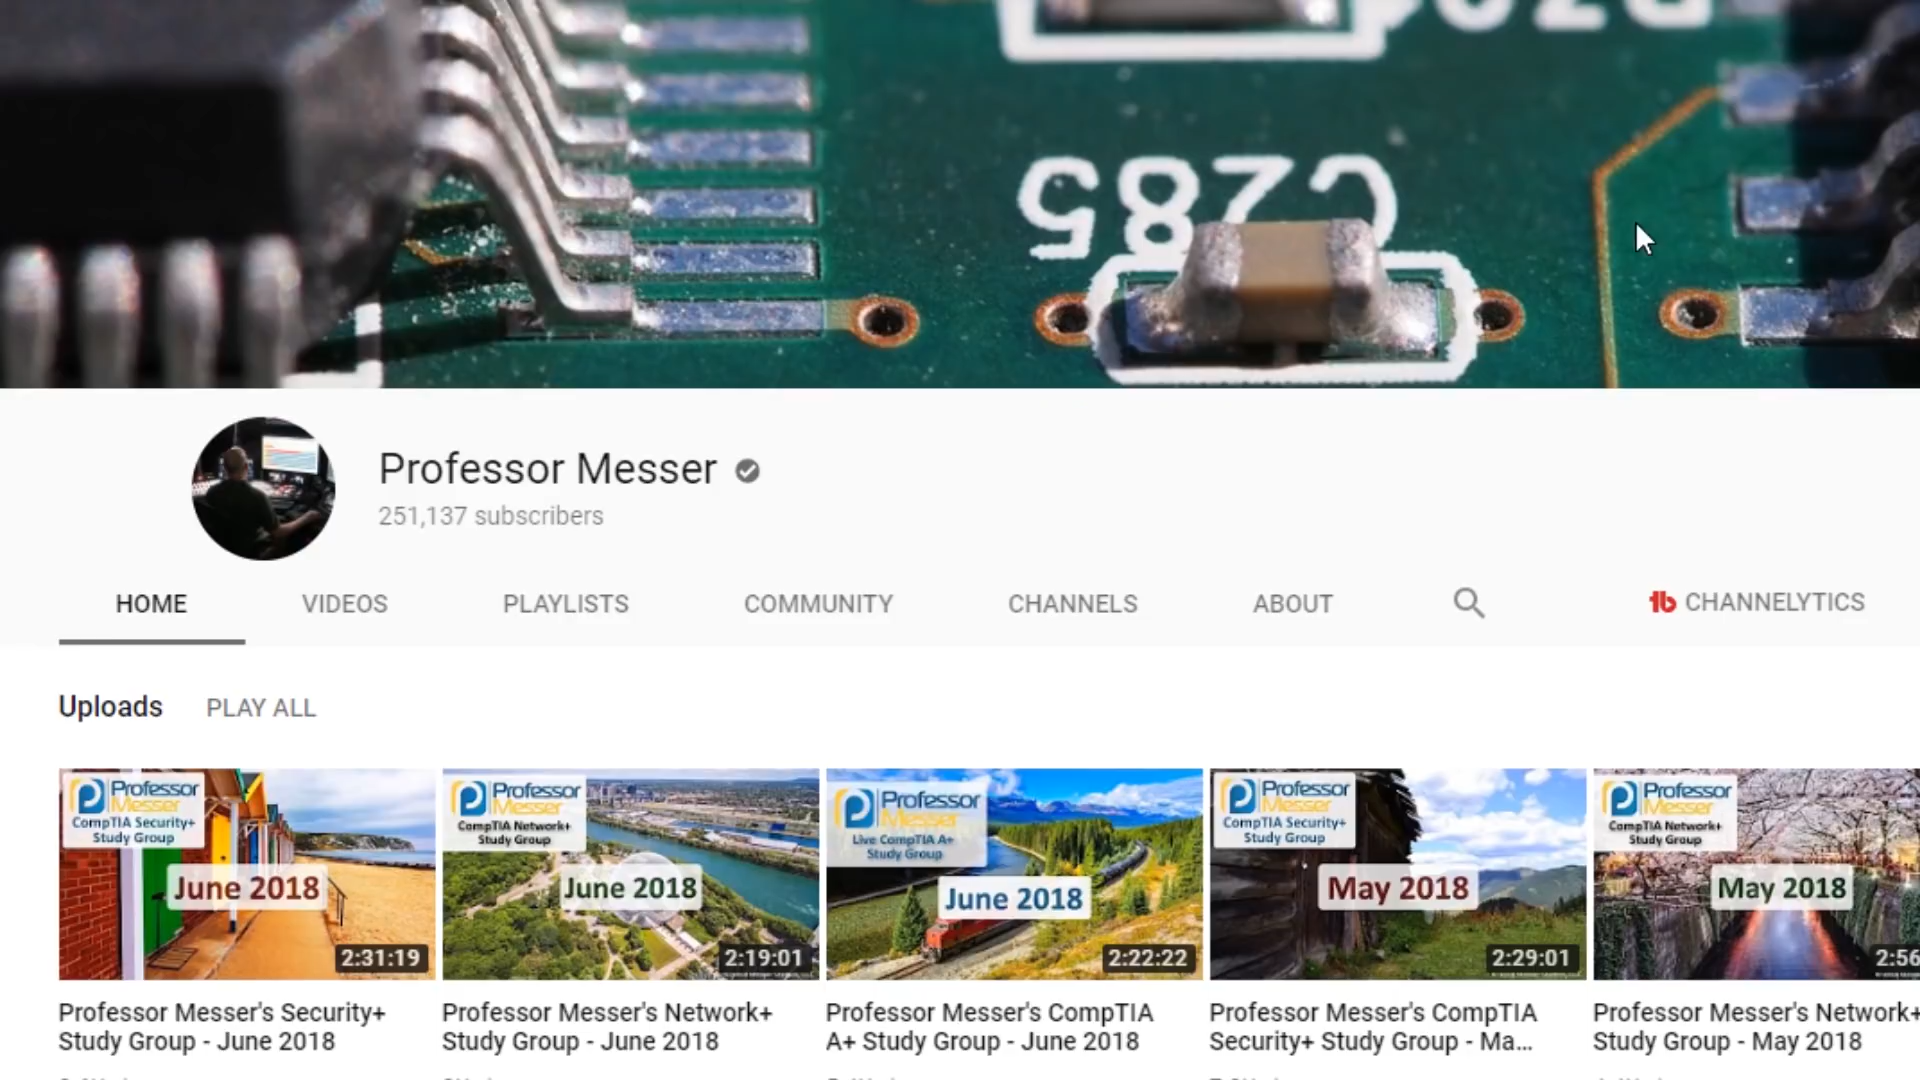 C285
Professor Messer
251,137 subscribers
HOME VIDEOS PLAYLISTS COMMUNITY CHANNELS ABOUT CHANNELYTICS
Uploads PLAY ALL
Professor Messer
CompTIA Security+
Study Group
June 2018
2:31:19
Professor Messer
CompTIA Network+
Study Group
June 2018
2:19:01
Professor Messer
Live CompTIA A+
Study Group
June 2018
2:22:22
Professor Messer
CompTIA Security+
Study Group
May 2018
2:29:01
Professor Messer
CompTIA Network+
Study Group
May 2018
2:56
Professor Messer's Security+
Study Group - June 2018
Professor Messer's Network+
Study Group - June 2018
Professor Messer's CompTIA
A+ Study Group - June 2018
Professor Messer's CompTIA
Security+ Study Group - Ma...
Professor Messer's Network+
Study Group - May 2018